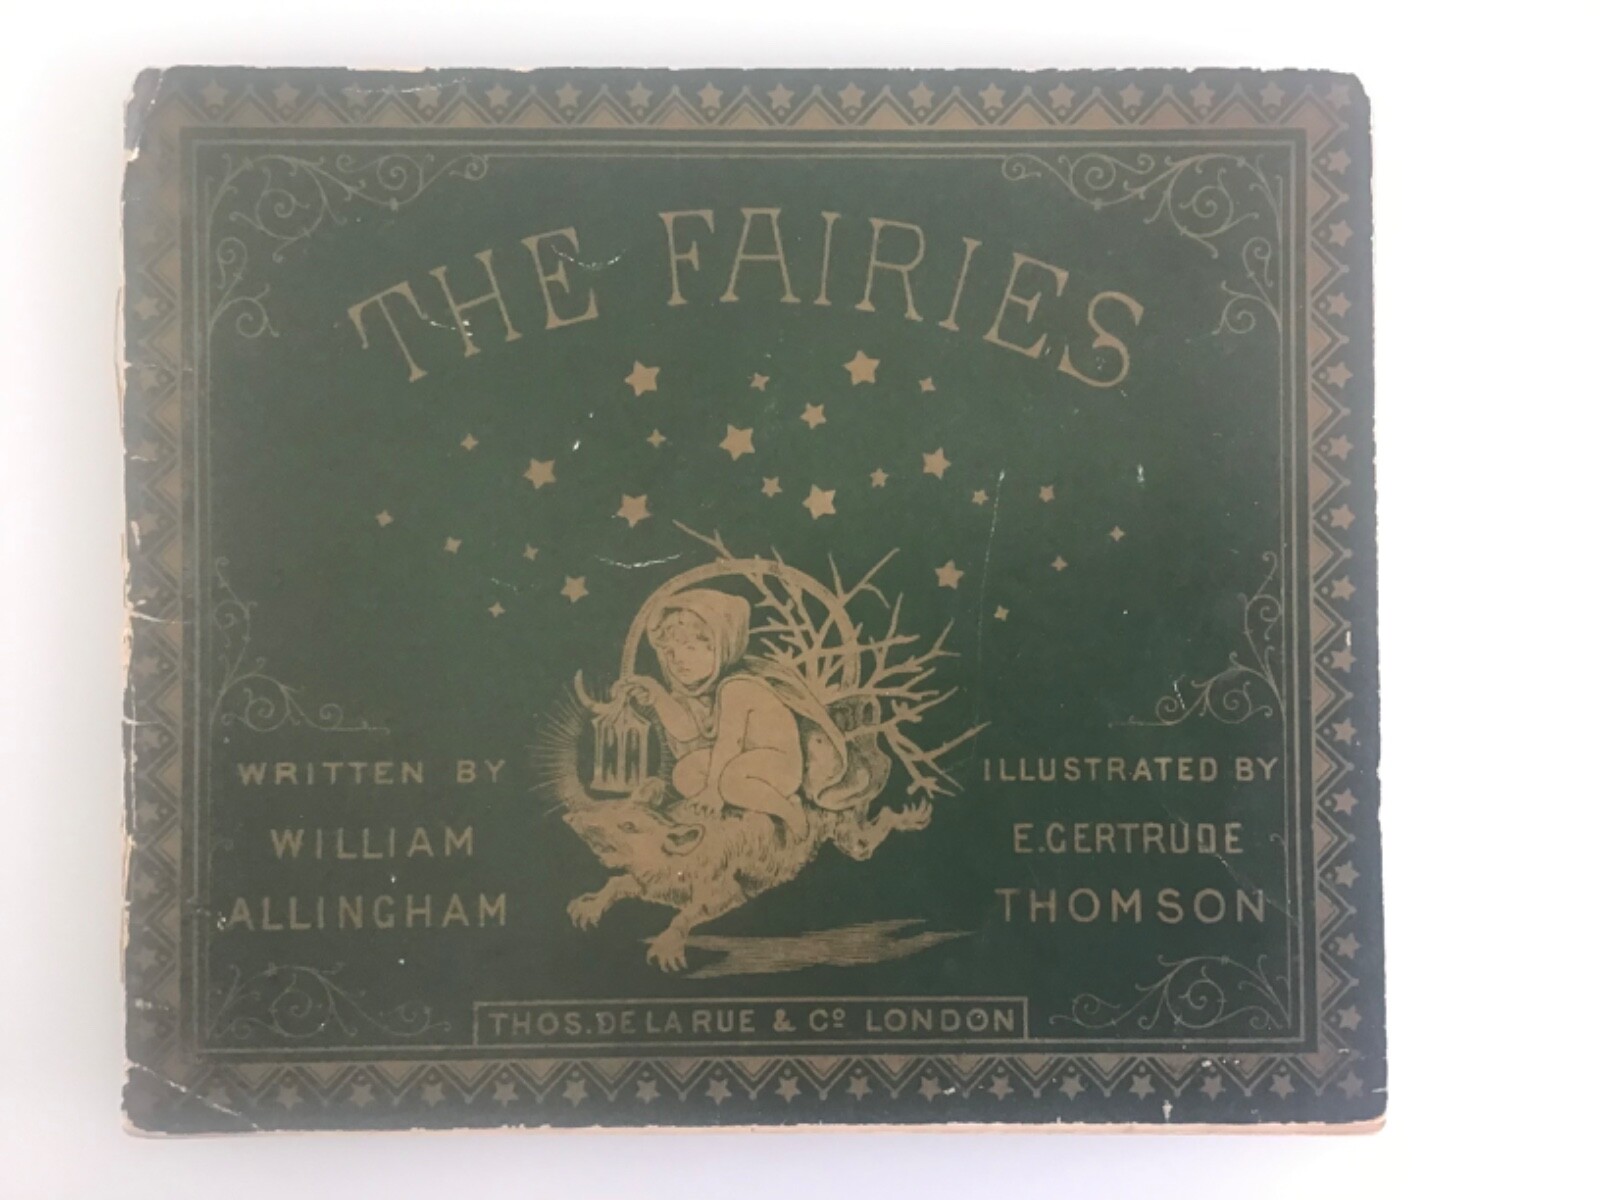 THE FAIRIES
WRITTEN BY
WILLIAM
ALLINGHAM
ILLUSTRATED BY
E. GERTRUDE
THOMSON
THOS. DE LA RUE & Cº LONDON